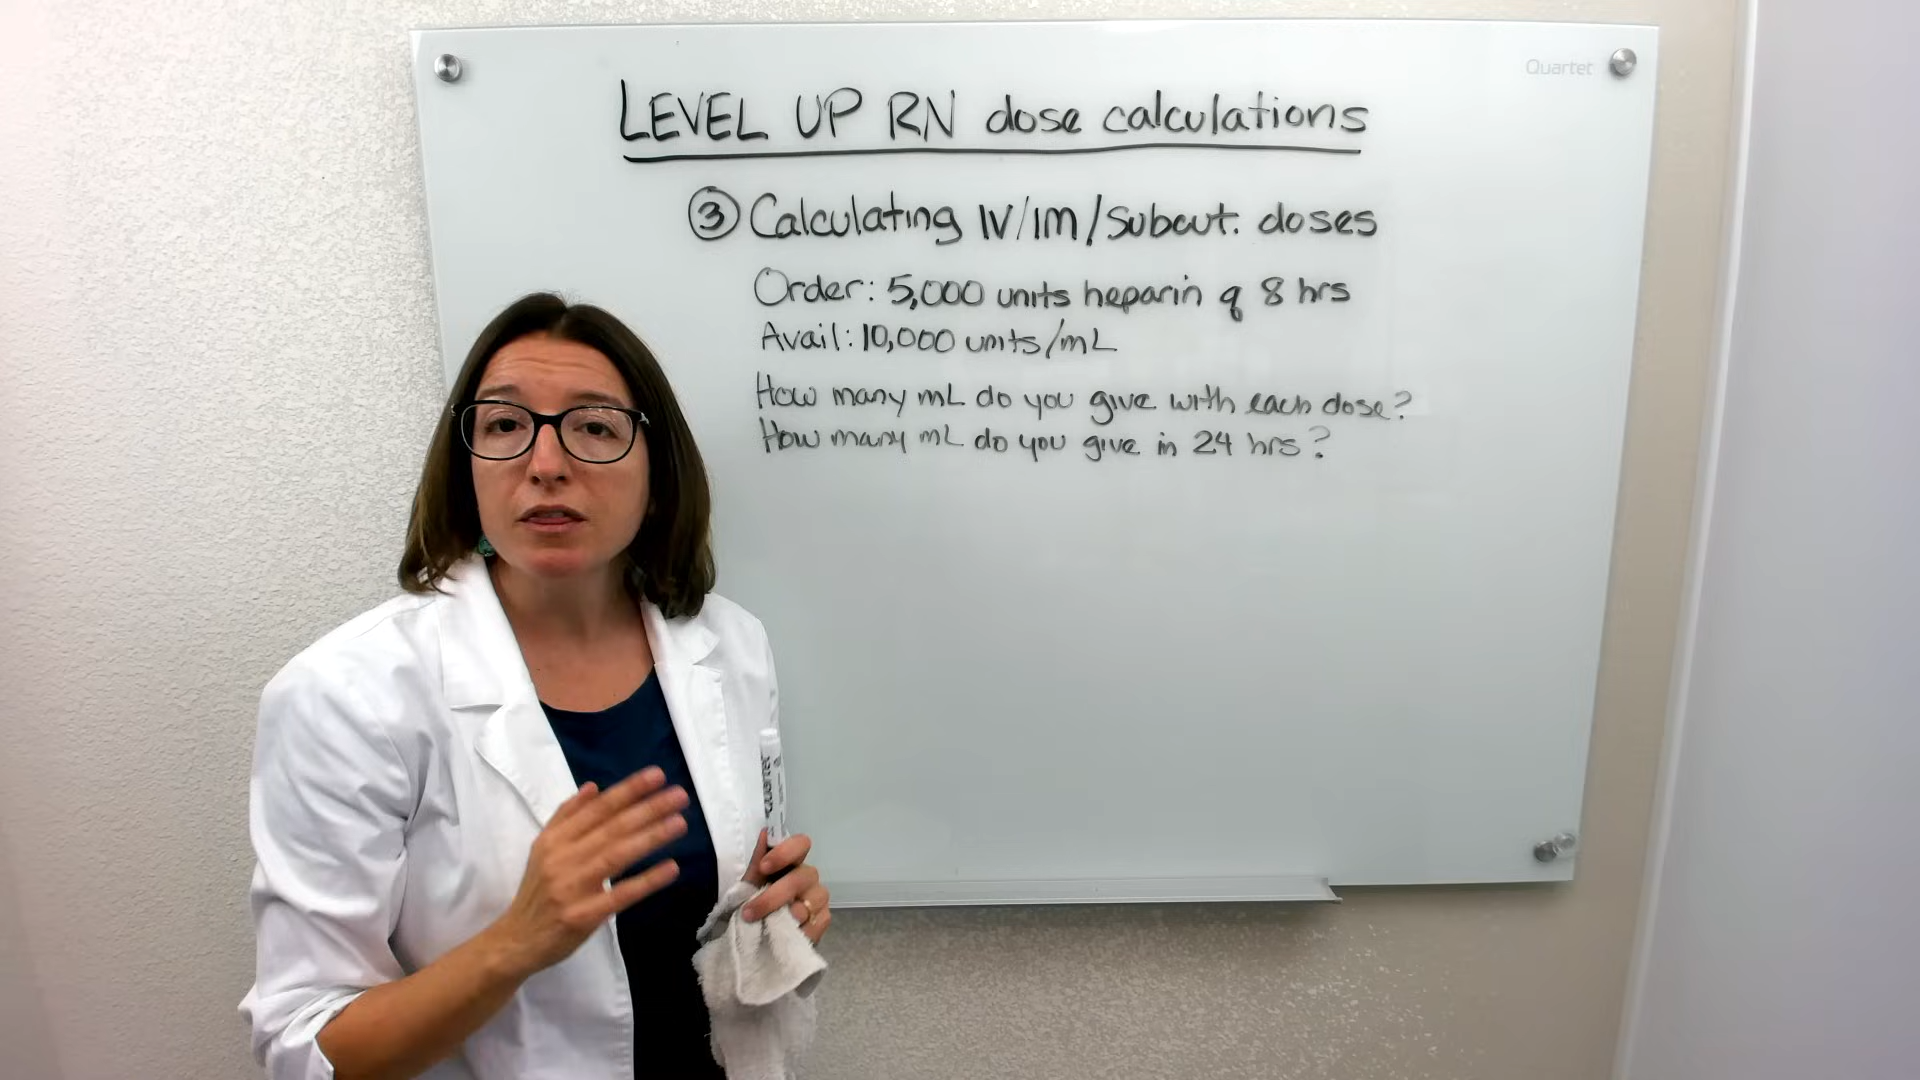 Quartet
LEVEL UP RN dose calculations
③ Calculating IV/IM/Subcut. doses
Order: 5,000 units heparin q 8 hrs
Avail: 10,000 units/mL
How many mL do you give with each dose?
How many mL do you give in 24 hrs?
Quartet